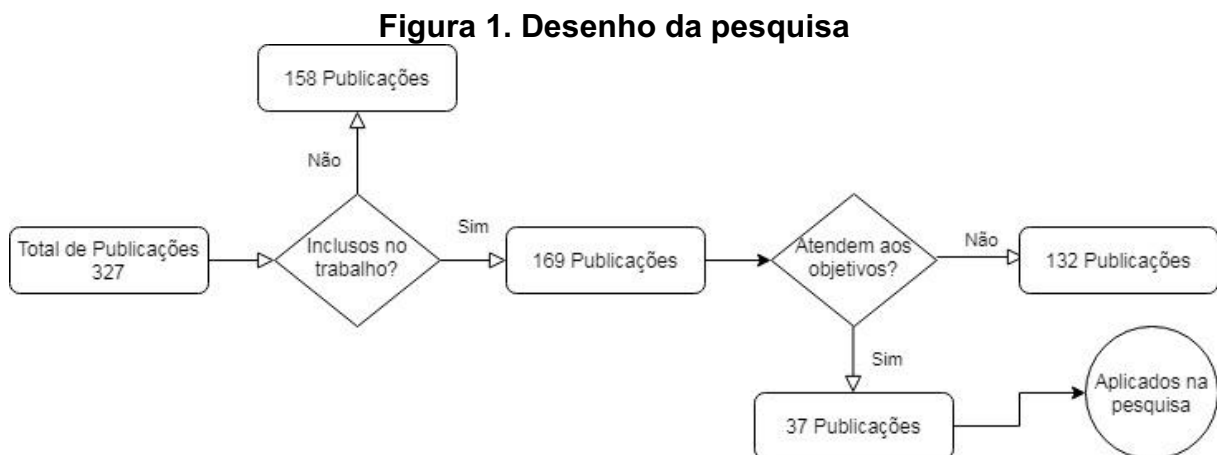 Figura 1. Desenho da pesquisa
158 Publicações
Não
Total de Publicações
327
Inclusos no
trabalho?
Sim
169 Publicações
Atendem aos
objetivos?
Não
132 Publicações
Sim
37 Publicações
Aplicados na
pesquisa